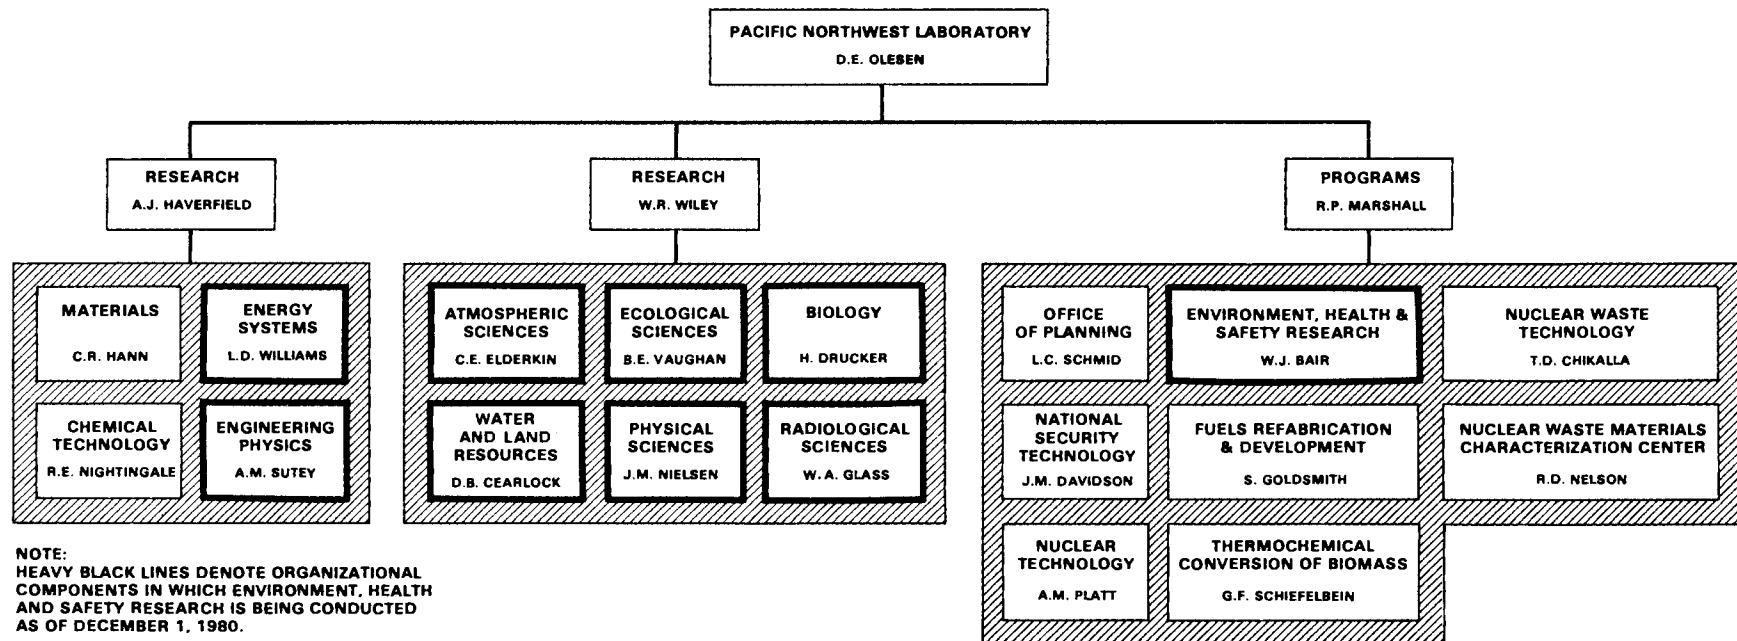 PACIFIC NORTHWEST LABORATORY
D.E. OLESEN
RESEARCH
A.J. HAVERFIELD
RESEARCH
W.R. WILEY
PROGRAMS
R.P. MARSHALL
MATERIALS
C.R. HANN
ENERGY
SYSTEMS
L.D. WILLIAMS
CHEMICAL
TECHNOLOGY
R.E. NIGHTINGALE
ENGINEERING
PHYSICS
A.M. SUTEY
ATMOSPHERIC
SCIENCES
C.E. ELDERKIN
ECOLOGICAL
SCIENCES
B.E. VAUGHAN
BIOLOGY
H. DRUCKER
WATER
AND LAND
RESOURCES
D.B. CEARLOCK
PHYSICAL
SCIENCES
J.M. NIELSEN
RADIOLOGICAL
SCIENCES
W.A. GLASS
OFFICE
OF PLANNING
L.C. SCHMID
ENVIRONMENT, HEALTH &
SAFETY RESEARCH
W.J. BAIR
NUCLEAR WASTE
TECHNOLOGY
T.D. CHIKALLA
NATIONAL
SECURITY
TECHNOLOGY
J.M. DAVIDSON
FUELS REFABRICATION
& DEVELOPMENT
S. GOLDSMITH
NUCLEAR WASTE MATERIALS
CHARACTERIZATION CENTER
R.D. NELSON
NUCLEAR
TECHNOLOGY
A.M. PLATT
THERMOCHEMICAL
CONVERSION OF BIOMASS
G.F. SCHIEFELBEIN
NOTE:
HEAVY BLACK LINES DENOTE ORGANIZATIONAL
COMPONENTS IN WHICH ENVIRONMENT, HEALTH
AND SAFETY RESEARCH IS BEING CONDUCTED
AS OF DECEMBER 1, 1980.